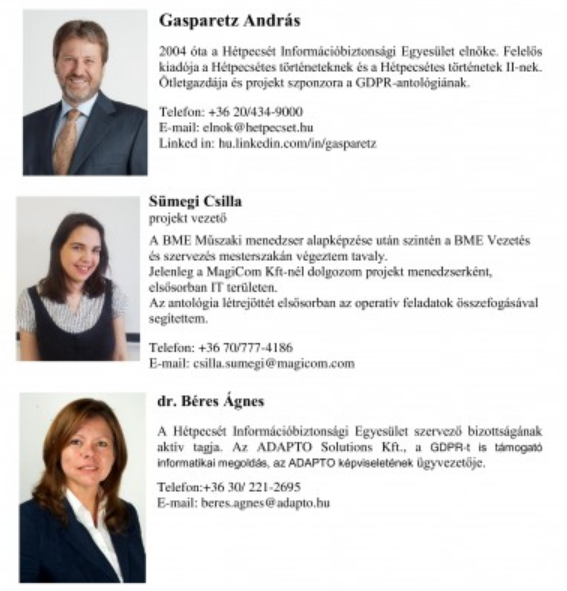 Gasparetz András
2004 óta a Hétpecsét Információbiztonsági Egyesület elnöke. Felelős
kiadója a Hétpecsétes történeteknek és a Hétpecsétes történetek II-nek.
Ötletgazdája és projekt szponzora a GDPR-antológiának.
Telefon: +36 20/434-9000
E-mail: elnok@hetpecset.hu
Linked in: hu.linkedin.com/in/gasparetz
Sümegi Csilla
projekt vezető
A BME Műszaki menedzser alapképzése után szintén a BME Vezetés
és szervezés mesterszakán végeztem tavaly.
Jelenleg a MagiCom Kft-nél dolgozom projekt menedzserként,
elsősorban IT területen.
Az antológia létrejöttét elsősorban az operatív feladatok összefogásával
segítettem.
Telefon: +36 70/777-4186
E-mail: csilla.sumegi@magicom.com
dr. Béres Ágnes
A Hétpecsét Információbiztonsági Egyesület szervező bizottságának
aktív tagja. Az ADAPTO Solutions Kft., a GDPR-t is támogató
informatikai megoldás, az ADAPTO képviseletének ügyvezetője.
Telefon:+36 30/ 221-2695
E-mail: beres.agnes@adapto.hu